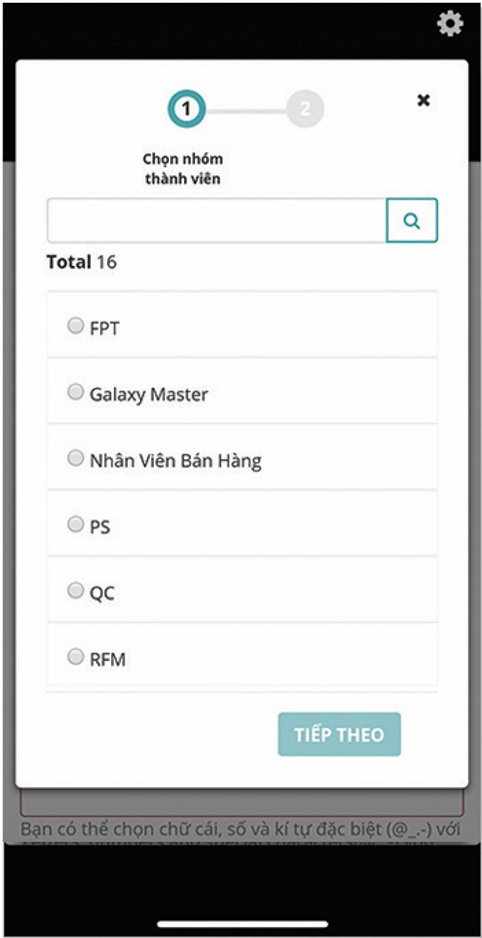 1
2
Chọn nhóm
thành viên
Total 16
FPT
Galaxy Master
Nhân Viên Bán Hàng
PS
QC
RFM
TIẾP THEO
Bạn có thể chọn chữ cái, số và kí tự đặc biệt (@_.-) với